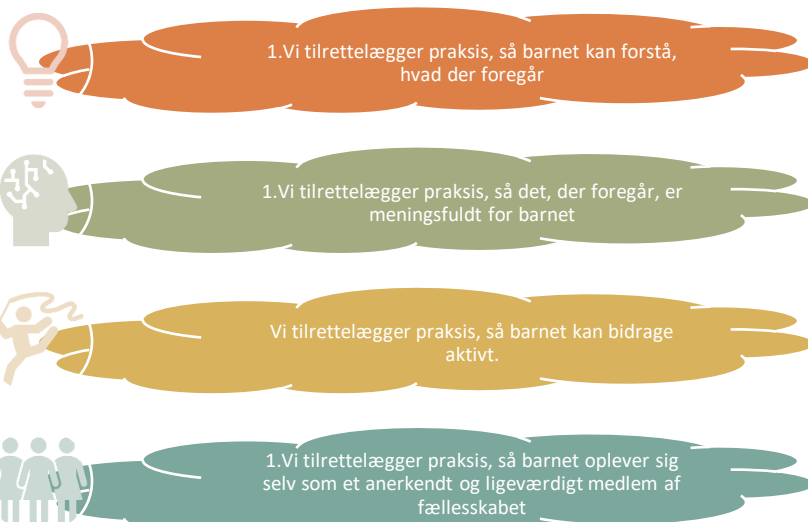 1.Vi tilrettelægger praksis, så barnet kan forstå,
hvad der foregår
1.Vi tilrettelægger praksis, så det, der foregår, er
meningsfuldt for barnet
Vi tilrettelægger praksis, så barnet kan bidrage
aktivt.
1.Vi tilrettelægger praksis, så barnet oplever sig
selv som et anerkendt og ligeværdigt medlem af
fællesskabet